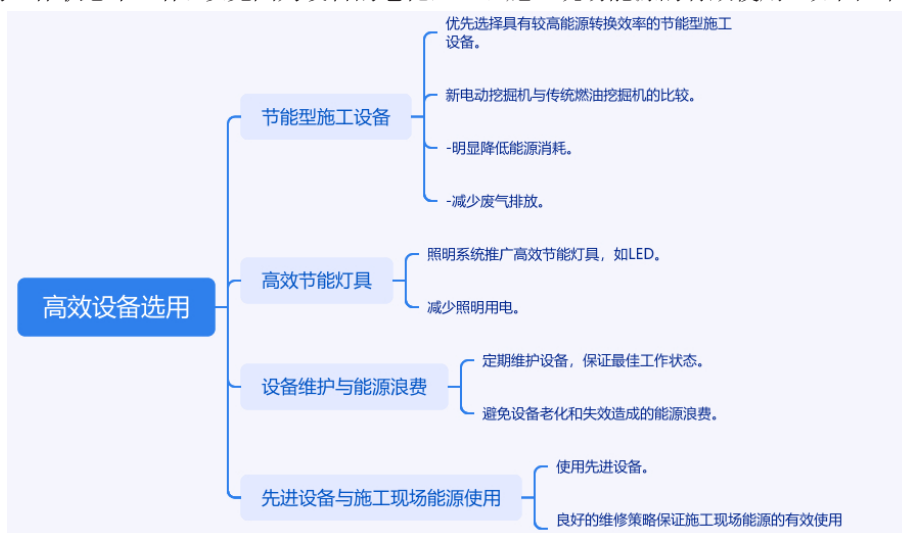 优先选择具有较高能源转换效率的节能型施工
设备。
新电动挖掘机与传统燃油挖掘机的比较。
节能型施工设备
-明显降低能源消耗。
-减少废气排放。
照明系统推广高效节能灯具，如LED。
高效节能灯具
减少照明用电。
高效设备选用
定期维护设备，保证最佳工作状态。
设备维护与能源浪费
避免设备老化和失效造成的能源浪费。
使用先进设备。
先进设备与施工现场能源使用
良好的维修策略保证施工现场能源的有效使用